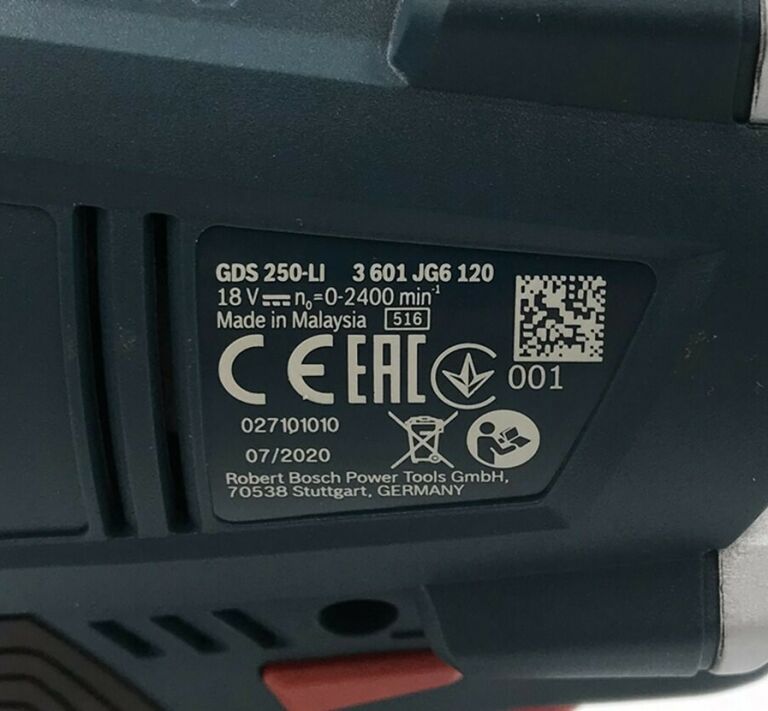 GDS 250-LI 3 601 JG6 120
18 V n₀=0-2400 min⁻¹
Made in Malaysia 516
CE EAC
001
027101010
07/2020
Robert Bosch Power Tools GmbH,
70538 Stuttgart, GERMANY